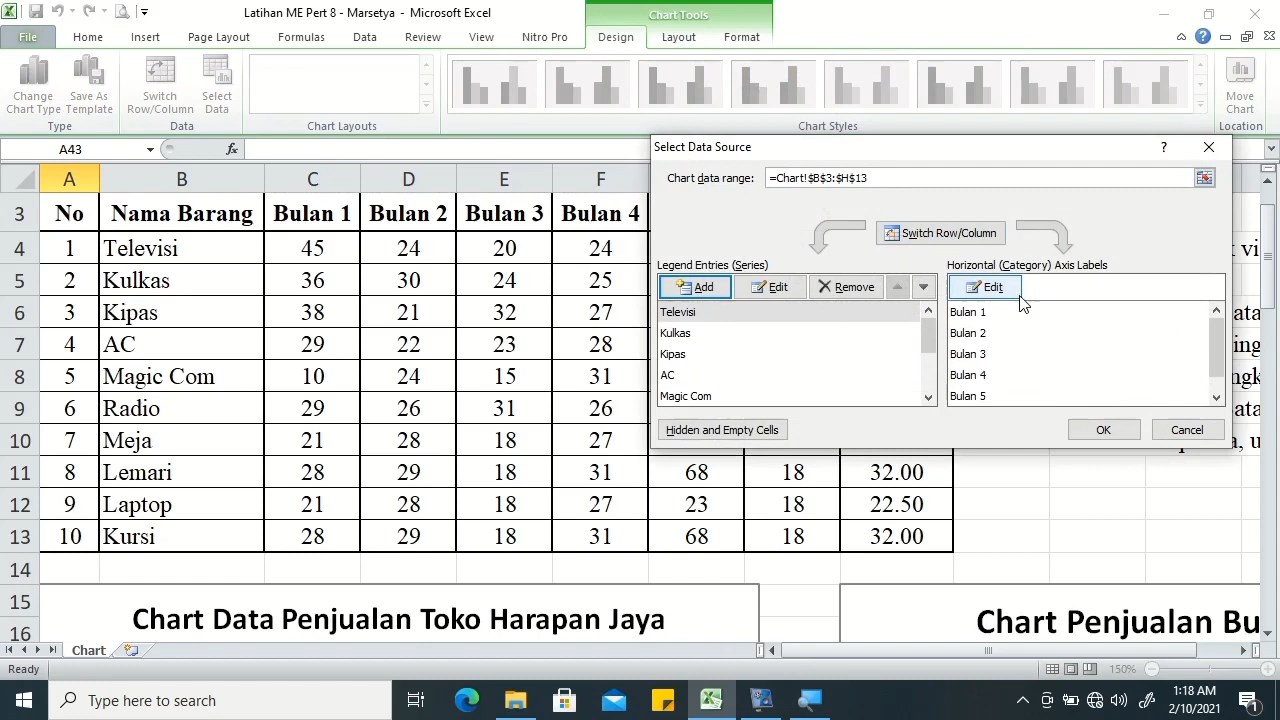 Latihan ME Pert 8 - Marsetya - Microsoft Excel
Chart Tools
File Home Insert Page Layout Formulas Data Review View Nitro Pro Design Layout Format
Change Chart Type
Save As Template
Switch Row/Column
Select Data
Move Chart
Type Data Chart Layouts Chart Styles Location
A43 fx
Select Data Source
Chart data range: =Chart!$B$3:$H$13
Switch Row/Column
Legend Entries (Series) Horizontal (Category) Axis Labels
Add Edit Remove Edit
Televisi Bulan 1
Kulkas Bulan 2
Kipas Bulan 3
AC Bulan 4
Magic Com Bulan 5
Hidden and Empty Cells OK Cancel
A B C D E F
3 No Nama Barang Bulan 1 Bulan 2 Bulan 3 Bulan 4
4 1 Televisi 45 24 20 24
5 2 Kulkas 36 30 24 25
6 3 Kipas 38 21 32 27
7 4 AC 29 22 23 28
8 5 Magic Com 10 24 15 31
9 6 Radio 29 26 31 26
10 7 Meja 21 28 18 27
11 8 Lemari 28 29 18 31 68 18 32.00
12 9 Laptop 21 28 18 27 23 18 22.50
13 10 Kursi 28 29 18 31 68 18 32.00
14
15
16
Chart Data Penjualan Toko Harapan Jaya
Chart Penjualan Bu
Chart
Ready 150%
Type here to search
1:18 AM
2/10/2021
1